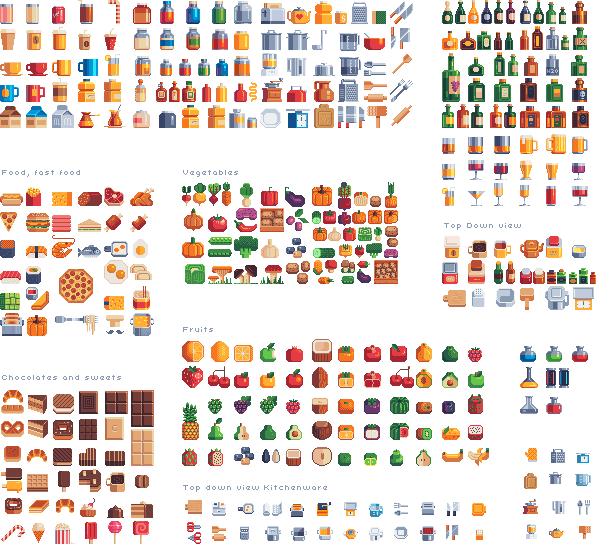 Food, fast food
Vegetables
Top Down view
Fruits
Chocolates and sweets
Top down view Kitchenware